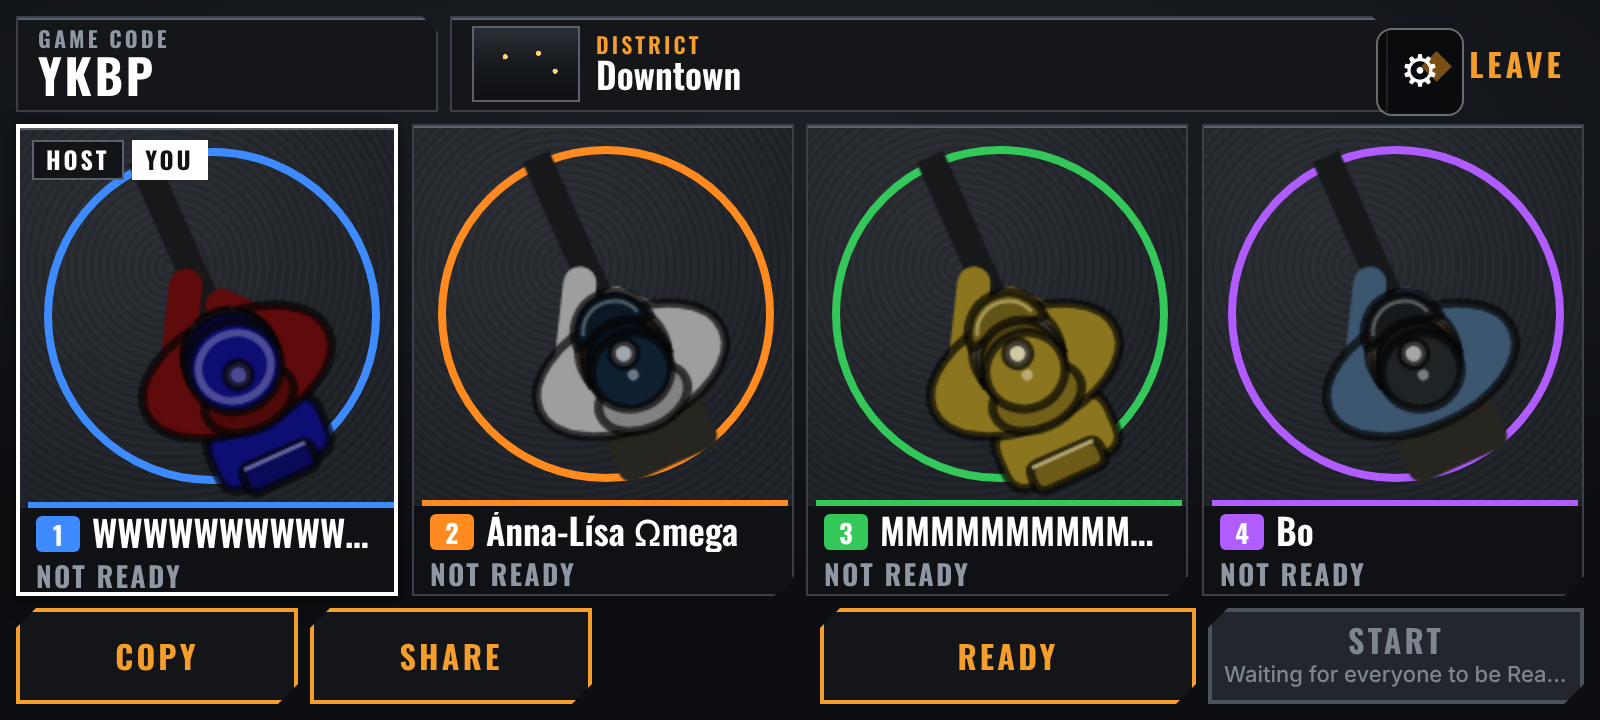 GAME CODE
YKBP
DISTRICT
Downtown
LEAVE
HOST
YOU
1 WWWWWWWWWW...
NOT READY
2 Ánna-Lísa Ωmega
NOT READY
3 MMMMMMMMMM...
NOT READY
4 Bo
NOT READY
COPY
SHARE
READY
START
Waiting for everyone to be Rea...